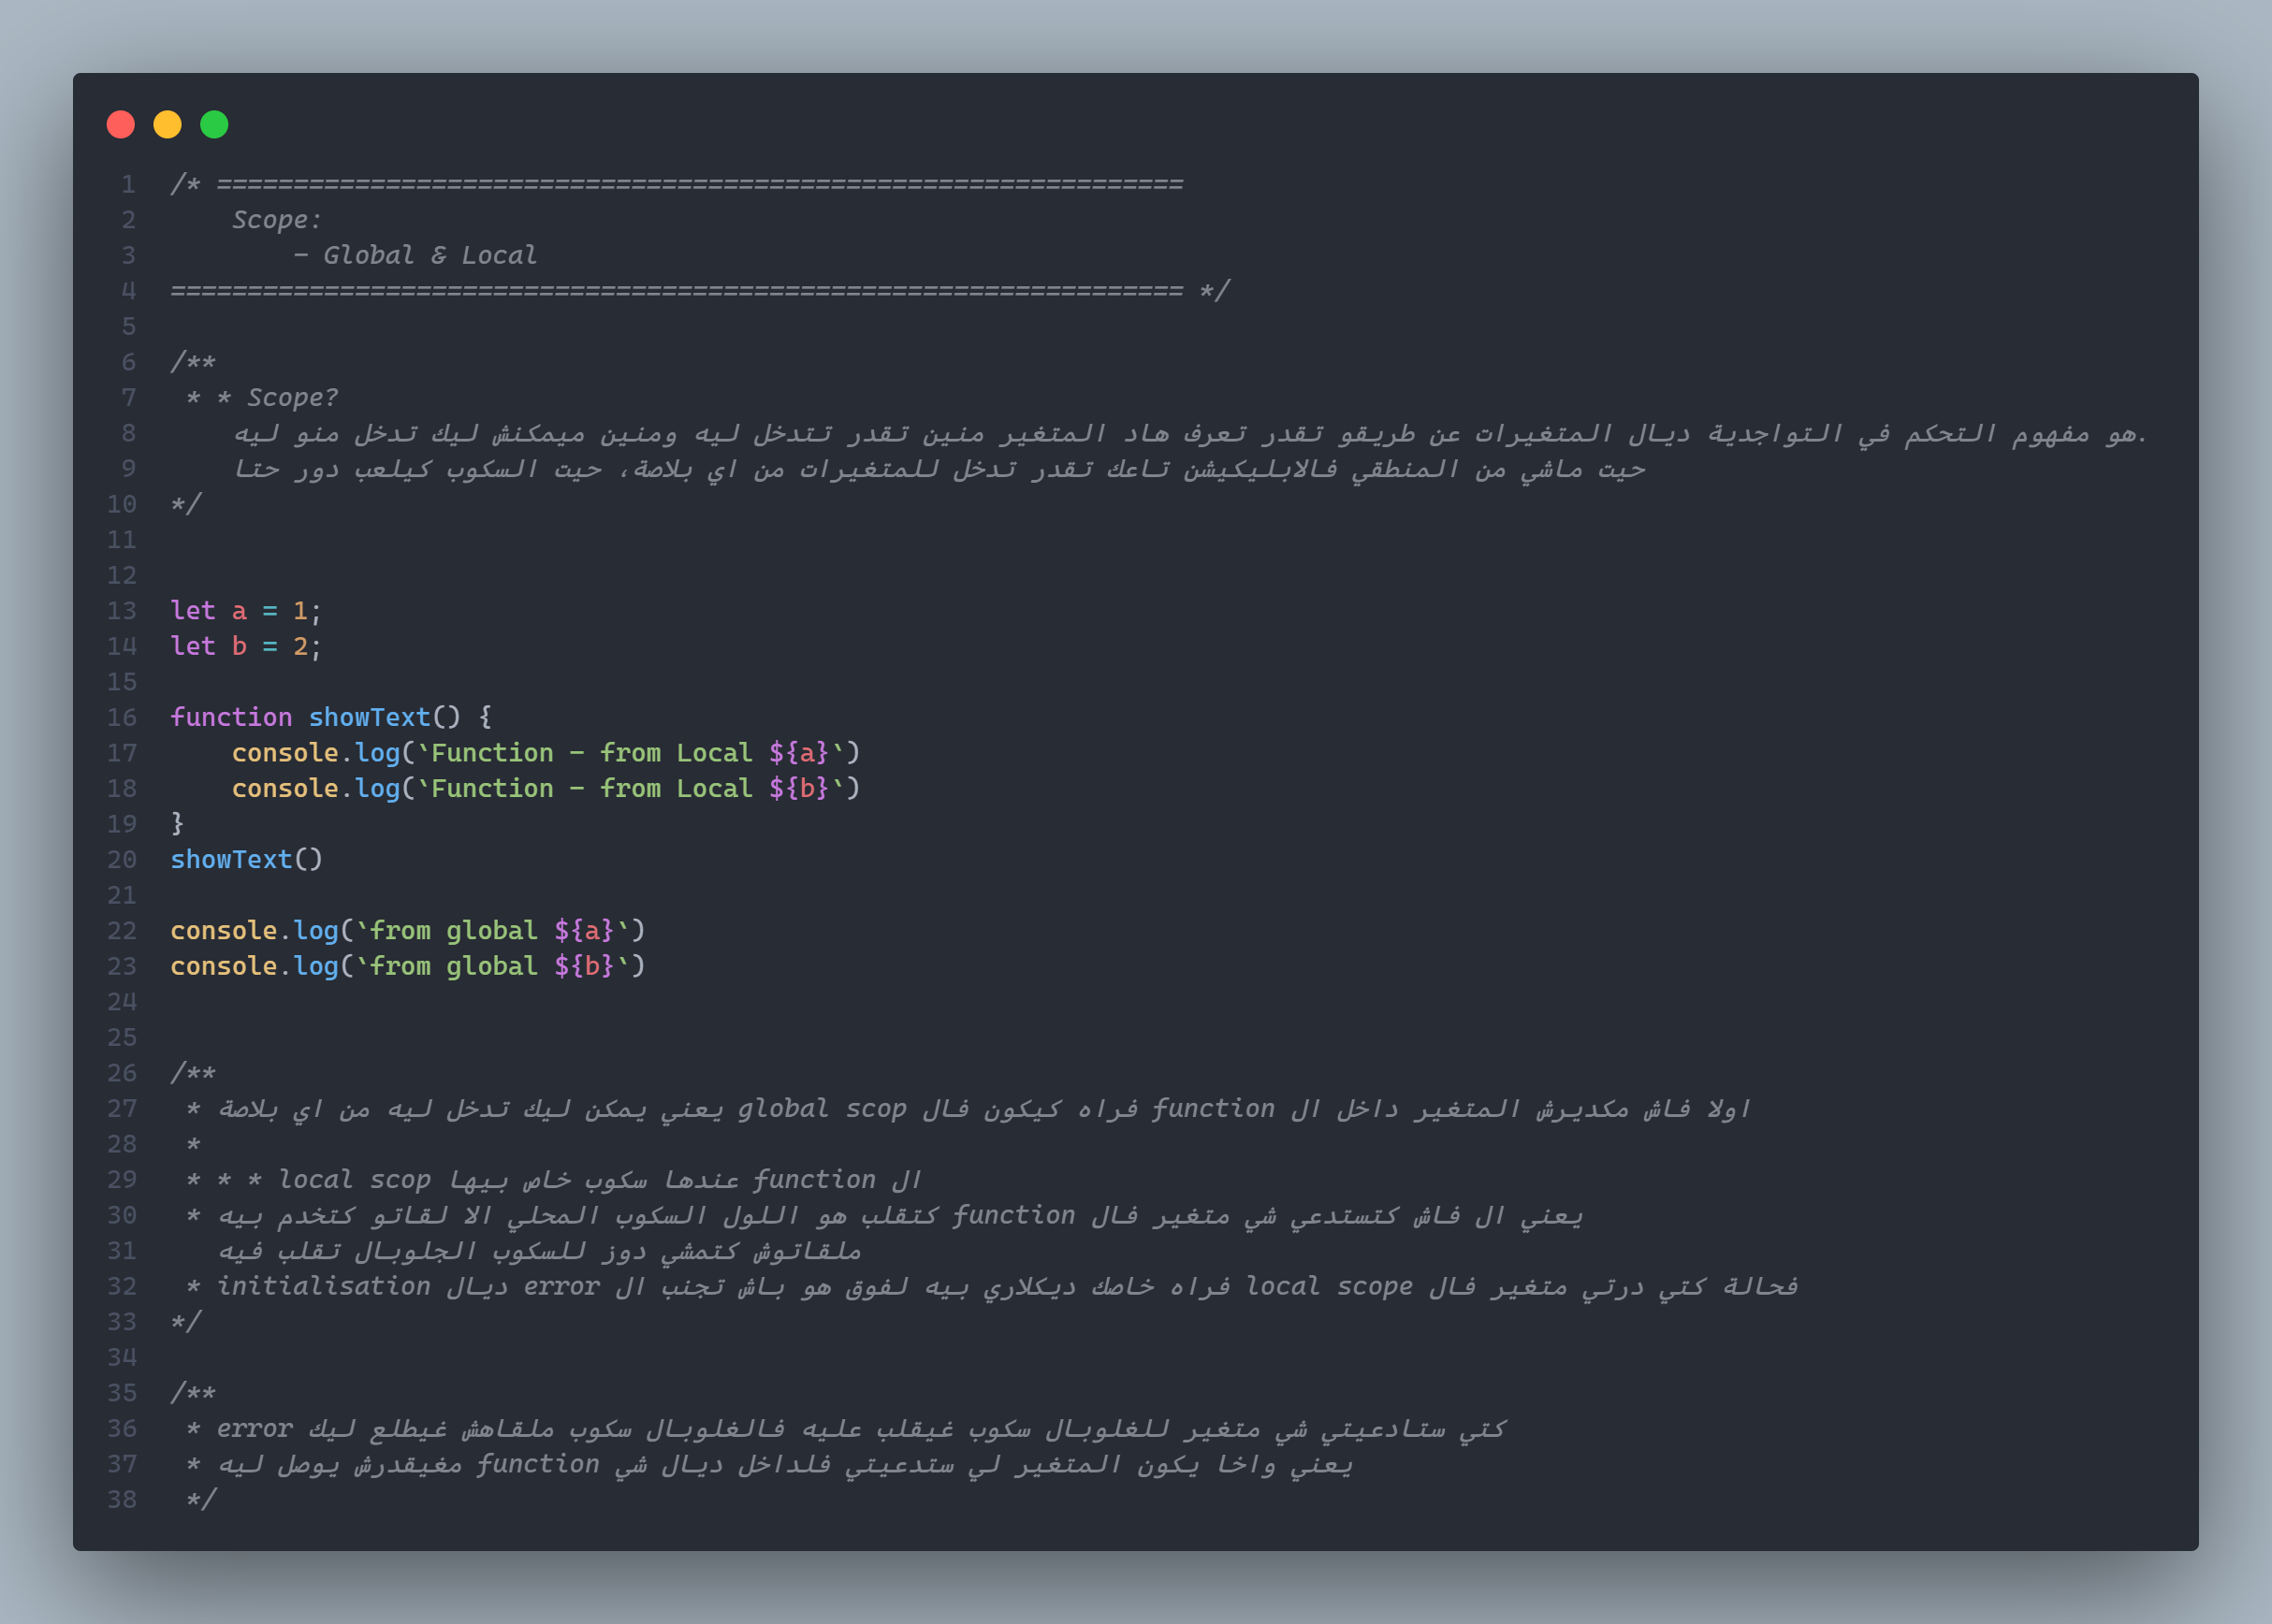 1 /* ===============================================================
2     Scope:
3         - Global & Local
4 ================================================================== */
5
6 /**
7  * * Scope?
8     هو مفهوم التحكم في التواجدية ديال المتغيرات عن طريقو تقدر تعرف هاد المتغير منين تقدر تتدخل ليه ومنين ميمكنش ليك تدخل منو ليه.
9     حيت ماشي من المنطقي فالابليكيشن تاعك تقدر تدخل للمتغيرات من اي بلاصة، حيت السكوب كيلعب دور حتا
10 */
11
12
13 let a = 1;
14 let b = 2;
15
16 function showText() {
17     console.log(`Function - from Local ${a}`)
18     console.log(`Function - from Local ${b}`)
19 }
20 showText()
21
22 console.log(`from global ${a}`)
23 console.log(`from global ${b}`)
24
25
26 /**
27  * اولا فاش مكديرش المتغير داخل ال function فراه كيكون فال global scop يعني يمكن ليك تدخل ليه من اي بلاصة
28  *
29  * * * ال function عندها سكوب خاص بيها local scop
30  * يعني ال فاش كتستدعي شي متغير فال function كتقلب هو اللول السكوب المحلي الا لقاتو كتخدم بيه
31    ملقاتوش كتمشي دوز للسكوب الجلوبال تقلب فيه
32  * فحالة كتي درتي متغير فال local scope فراه خاصك ديكلاري بيه لفوق هو باش تجنب ال error ديال initialisation
33 */
34
35 /**
36  * كتي ستادعيتي شي متغير للغلوبال سكوب غيقلب عليه فالغلوبال سكوب ملقاهش غيطلع ليك error
37  * يعني واخا يكون المتغير لي ستدعيتي فلداخل ديال شي function مغيقدرش يوصل ليه
38  */